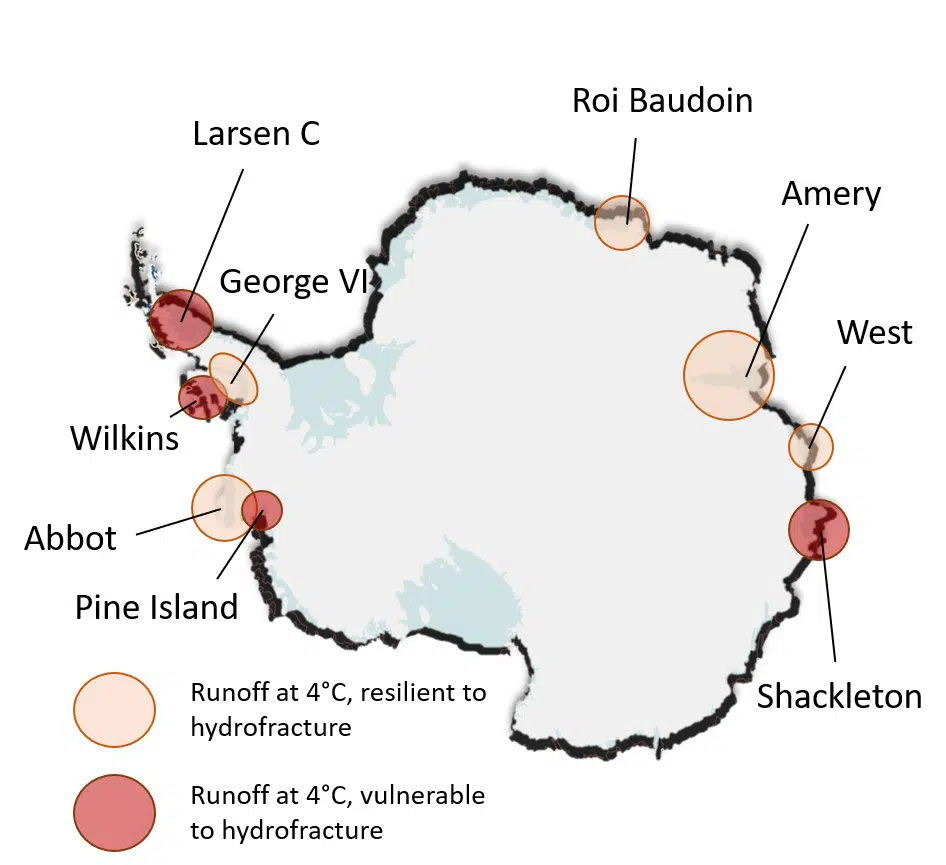 Roi Baudoin
Larsen C
Amery
George VI
West
Wilkins
Abbot
Pine Island
Shackleton
Runoff at 4°C, resilient to
hydrofracture
Runoff at 4°C, vulnerable
to hydrofracture